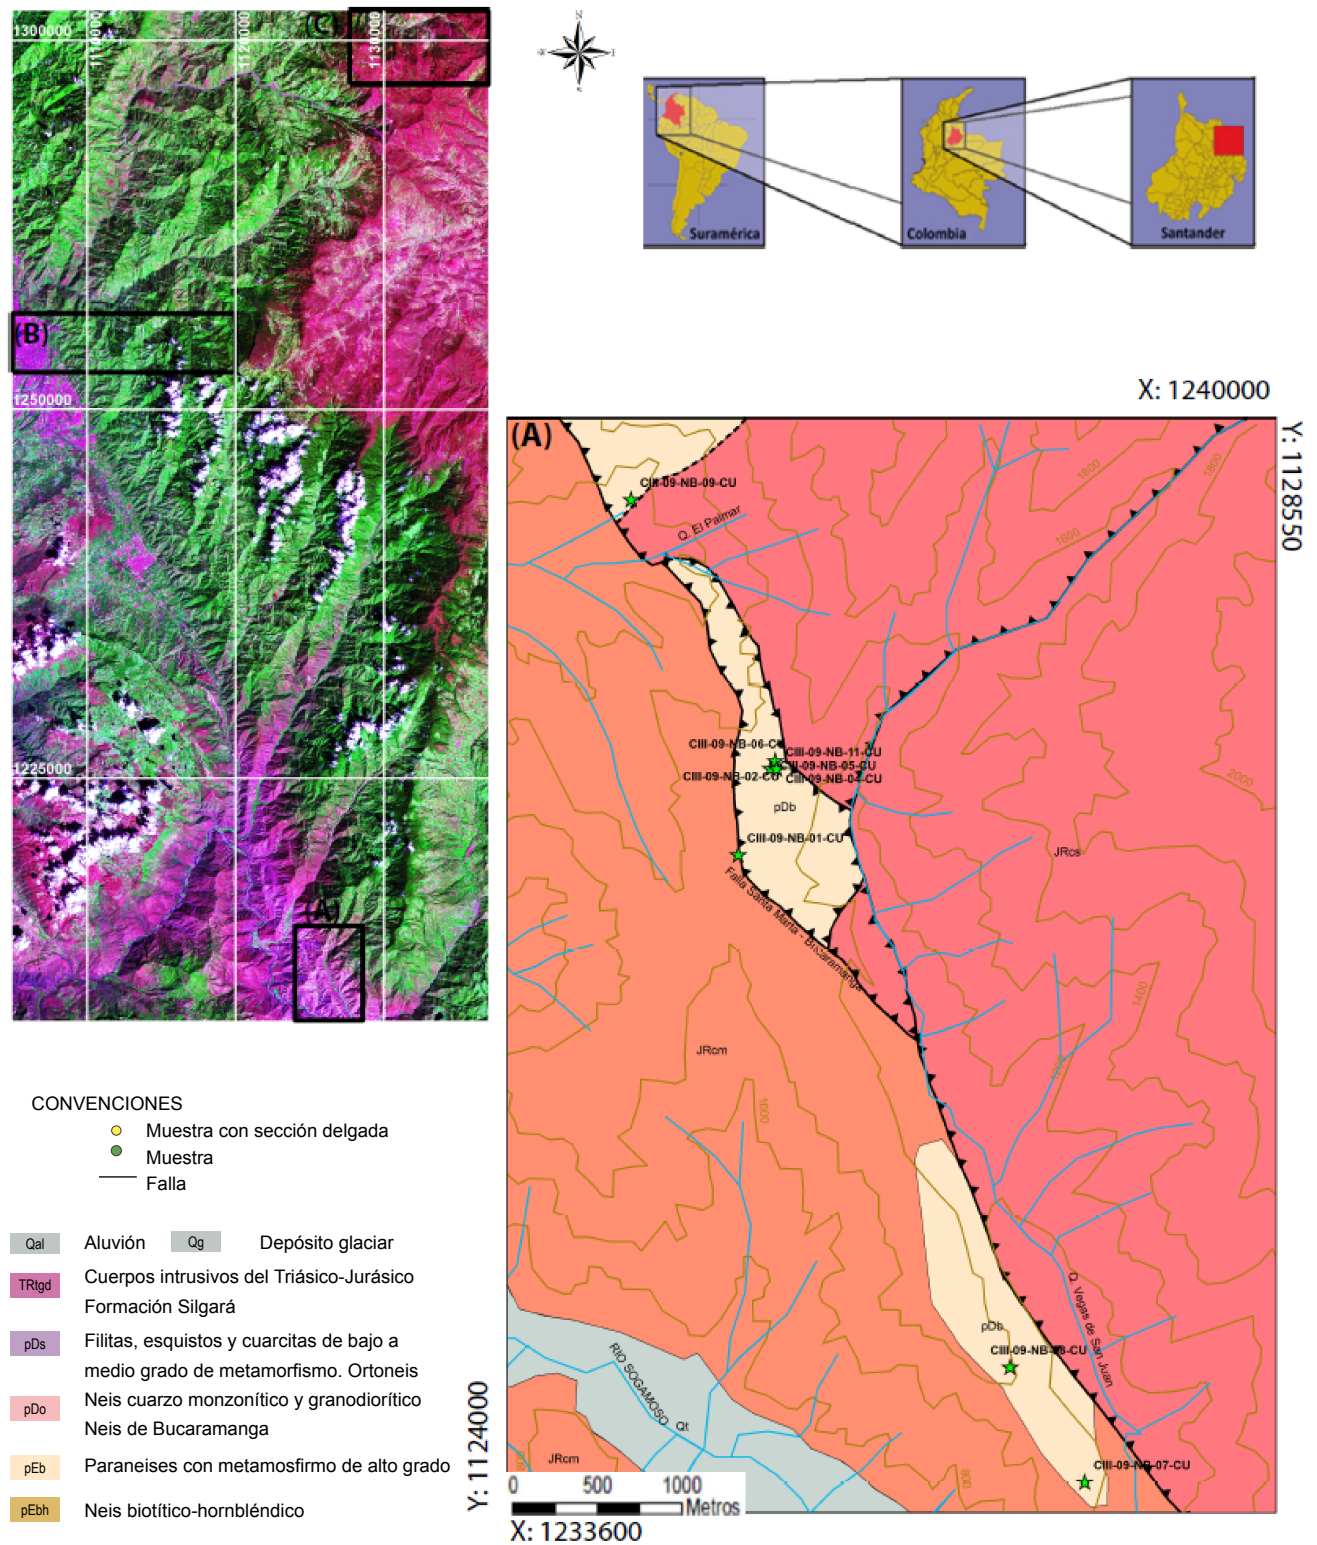 1300000
1110000
1120000
(C)
1130000
(B)
1250000
1225000
(A)
Suramérica
Colombia
Santander
X: 1240000
Y: 1128550
(A)
CIII-09-NB-09-CU
Q. El Palmar
1800
1800
1600
2000
CIII-09-NB-06-CU
CIII-09-NB-11-CU
CIII-09-NB-05-CU
CIII-09-NB-02-CU
CIII-09-NB-04-CU
pDb
CIII-09-NB-01-CU
JRcs
Falla Santa Marta - Bucaramanga
1400
JRcm
1200
1000
Q. Vegas de San Juan
pDb
CIII-09-NB-08-CU
RIO SOGAMOSO
Qt
CIII-09-NB-07-CU
JRcm
800
Y: 1124000
0 500 1000
Metros
X: 1233600
CONVENCIONES
Muestra con sección delgada
Muestra
Falla
Qal Aluvión Qg Depósito glaciar
TRtgd Cuerpos intrusivos del Triásico-Jurásico
Formación Silgará
pDs Filitas, esquistos y cuarcitas de bajo a
medio grado de metamorfismo. Ortoneis
pDo Neis cuarzo monzonítico y granodiorítico
Neis de Bucaramanga
pEb Paraneises con metamosfirmo de alto grado
pEbh Neis biotítico-hornbléndico